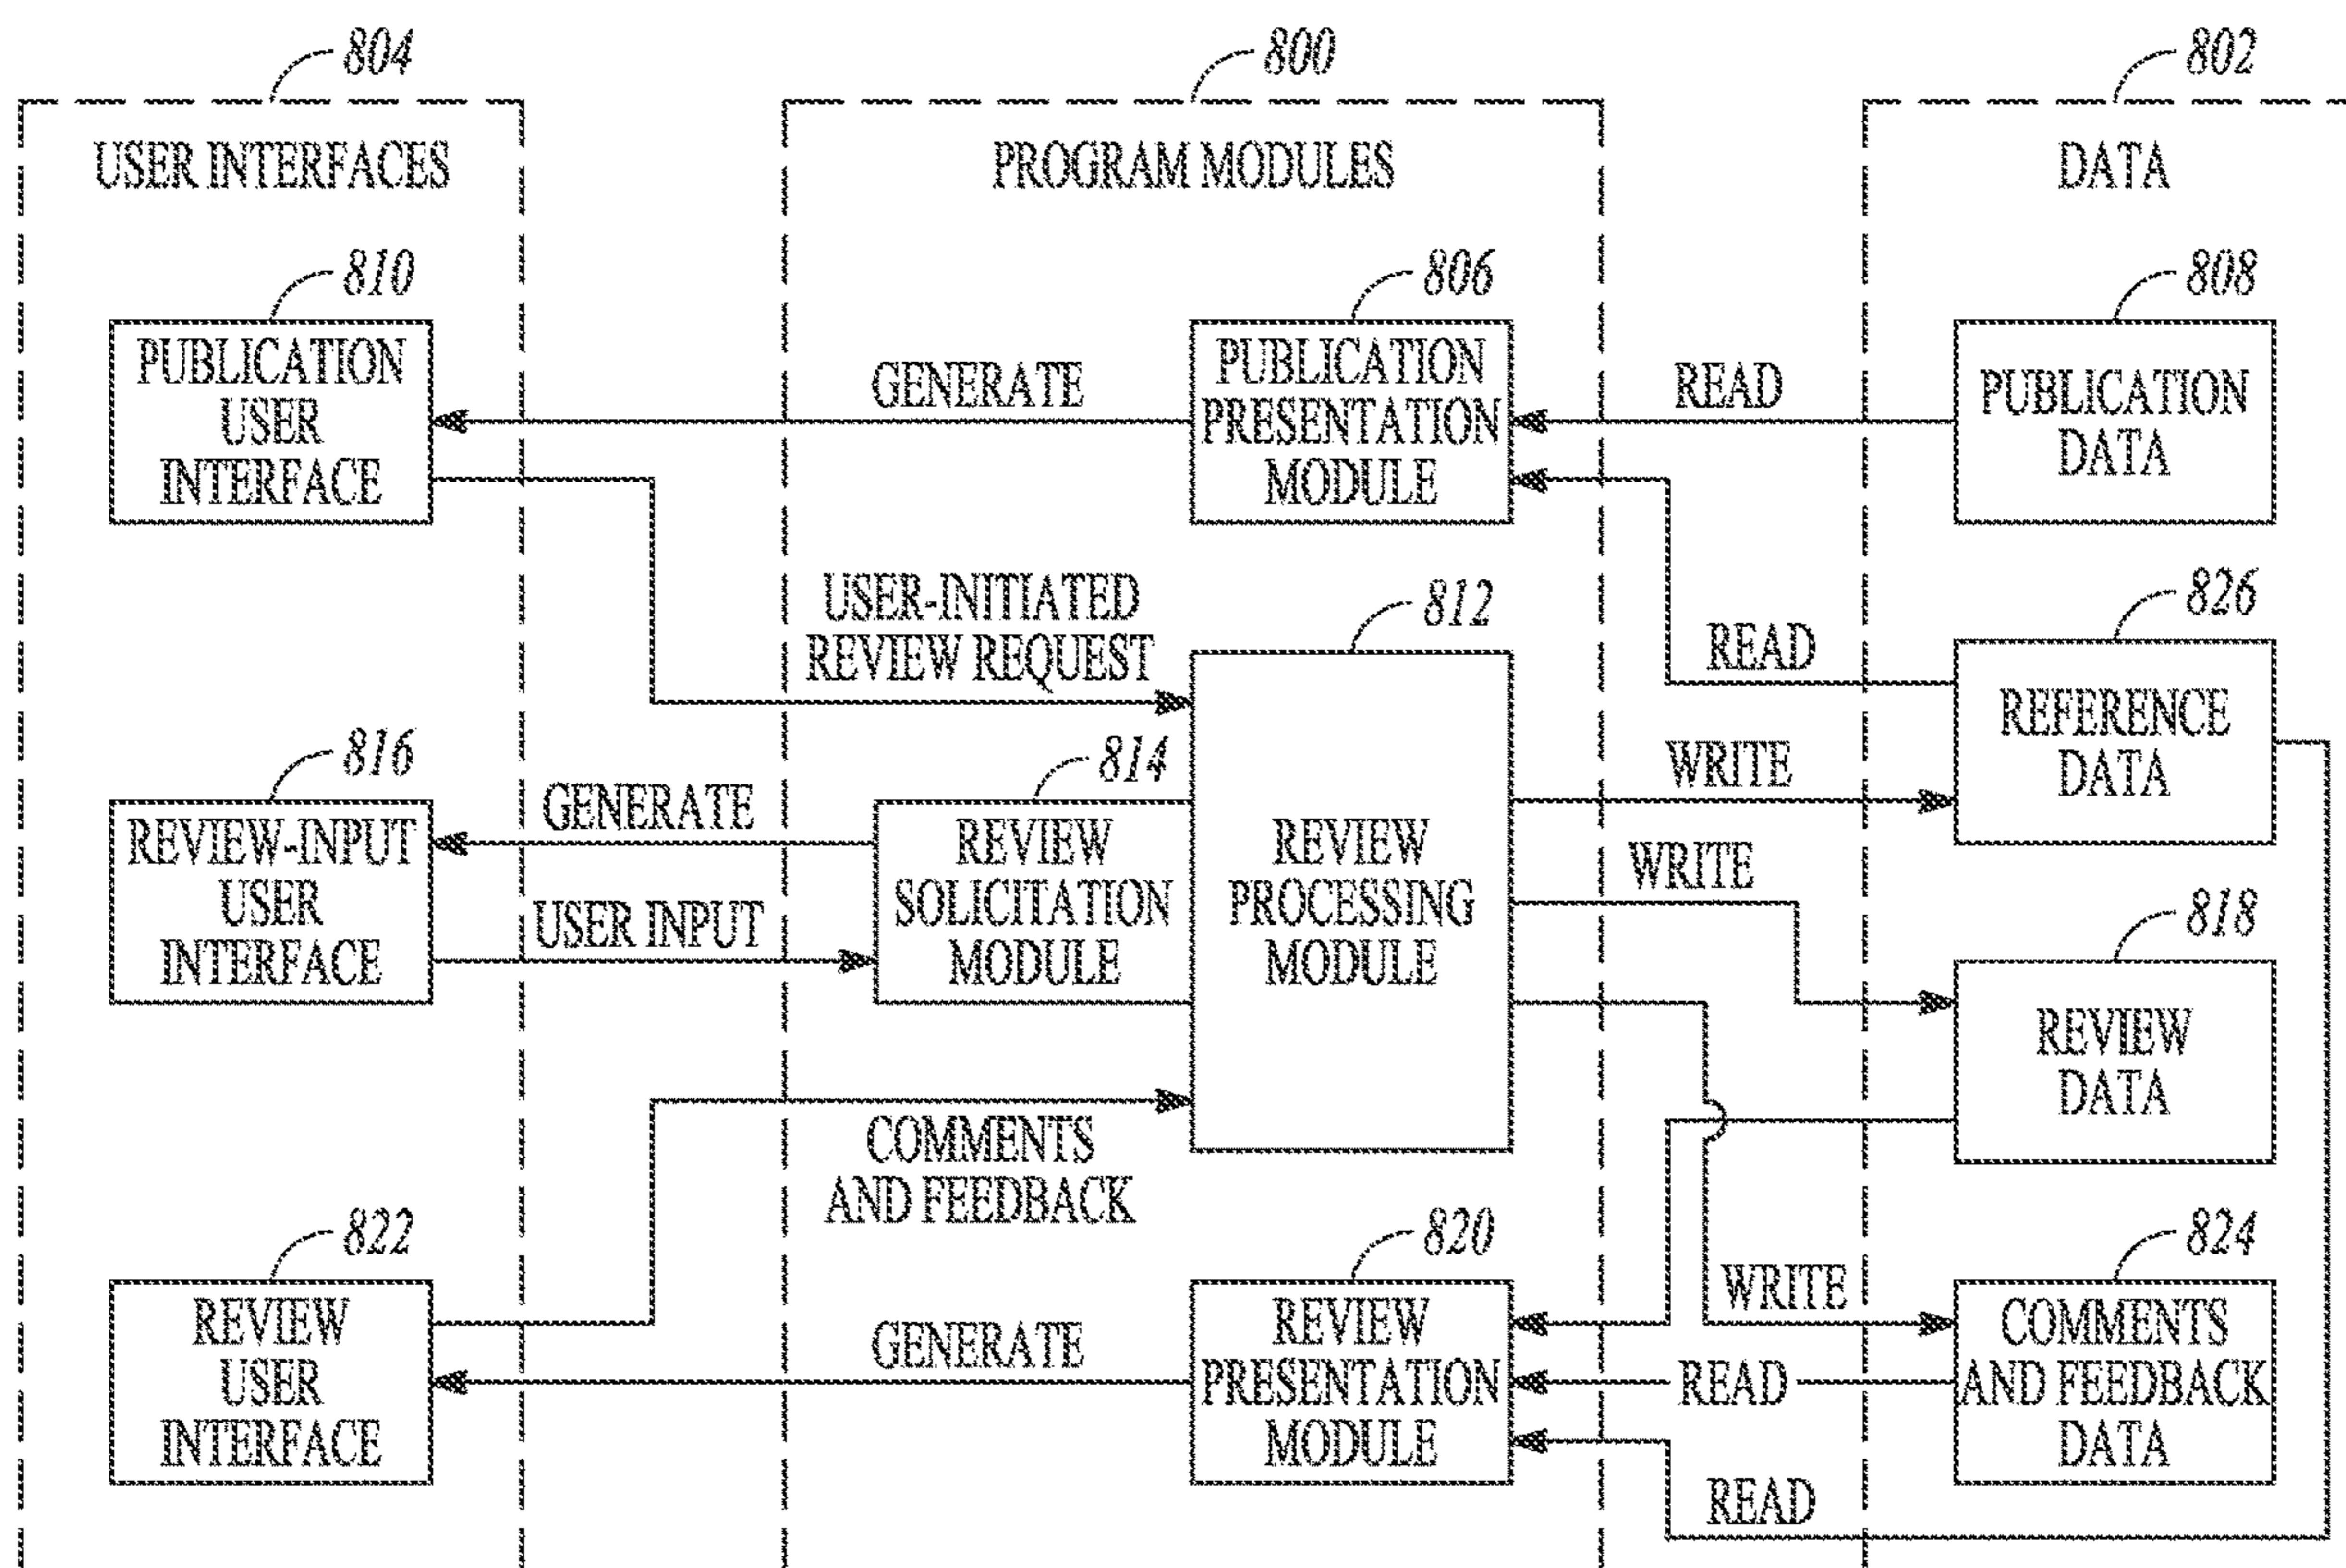 804
800
802
USER INTERFACES
PROGRAM MODULES
DATA
810
806
808
PUBLICATION
USER
INTERFACE
GENERATE
PUBLICATION
PRESENTATION
MODULE
READ
PUBLICATION
DATA
USER-INITIATED
REVIEW REQUEST
812
826
READ
REFERENCE
DATA
WRITE
816
814
REVIEW-INPUT
USER
INTERFACE
GENERATE
USER INPUT
REVIEW
SOLICITATION
MODULE
REVIEW
PROCESSING
MODULE
WRITE
818
REVIEW
DATA
COMMENTS
AND FEEDBACK
822
820
824
REVIEW
USER
INTERFACE
GENERATE
REVIEW
PRESENTATION
MODULE
WRITE
READ
COMMENTS
AND FEEDBACK
DATA
READ